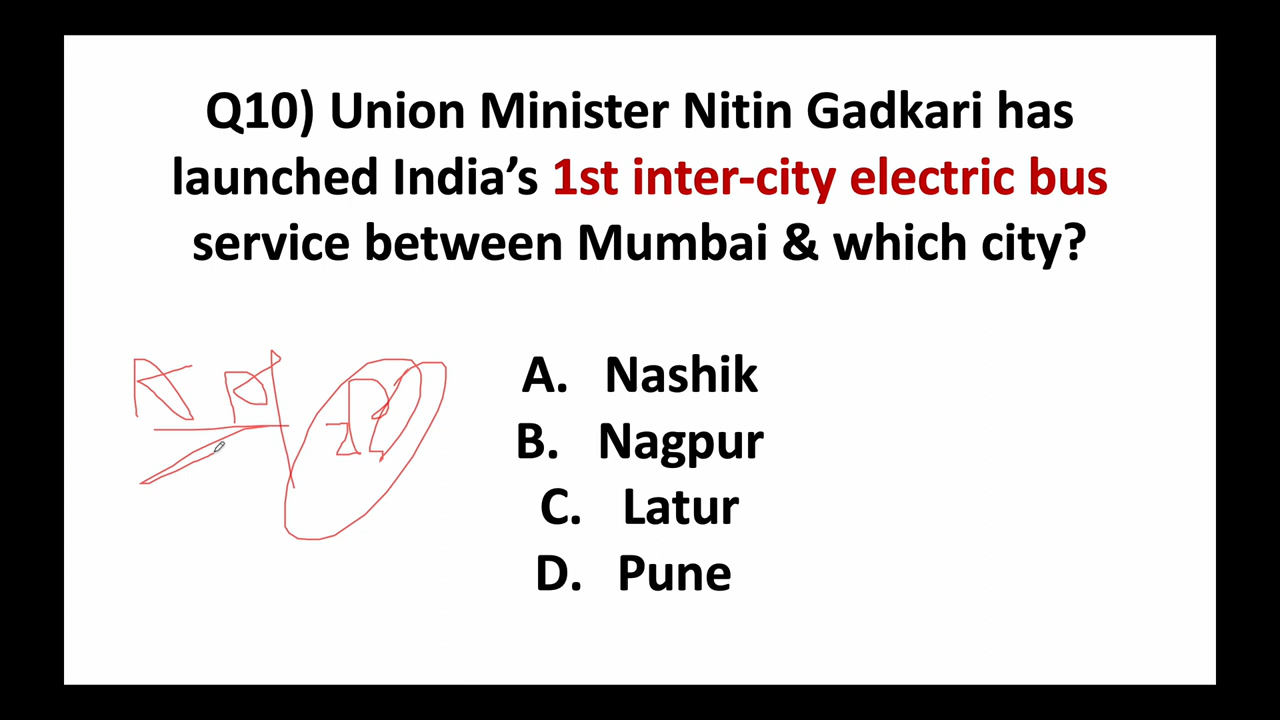 Q10) Union Minister Nitin Gadkari has
launched India’s 1st inter-city electric bus
service between Mumbai & which city?
A. Nashik
B. Nagpur
C. Latur
D. Pune